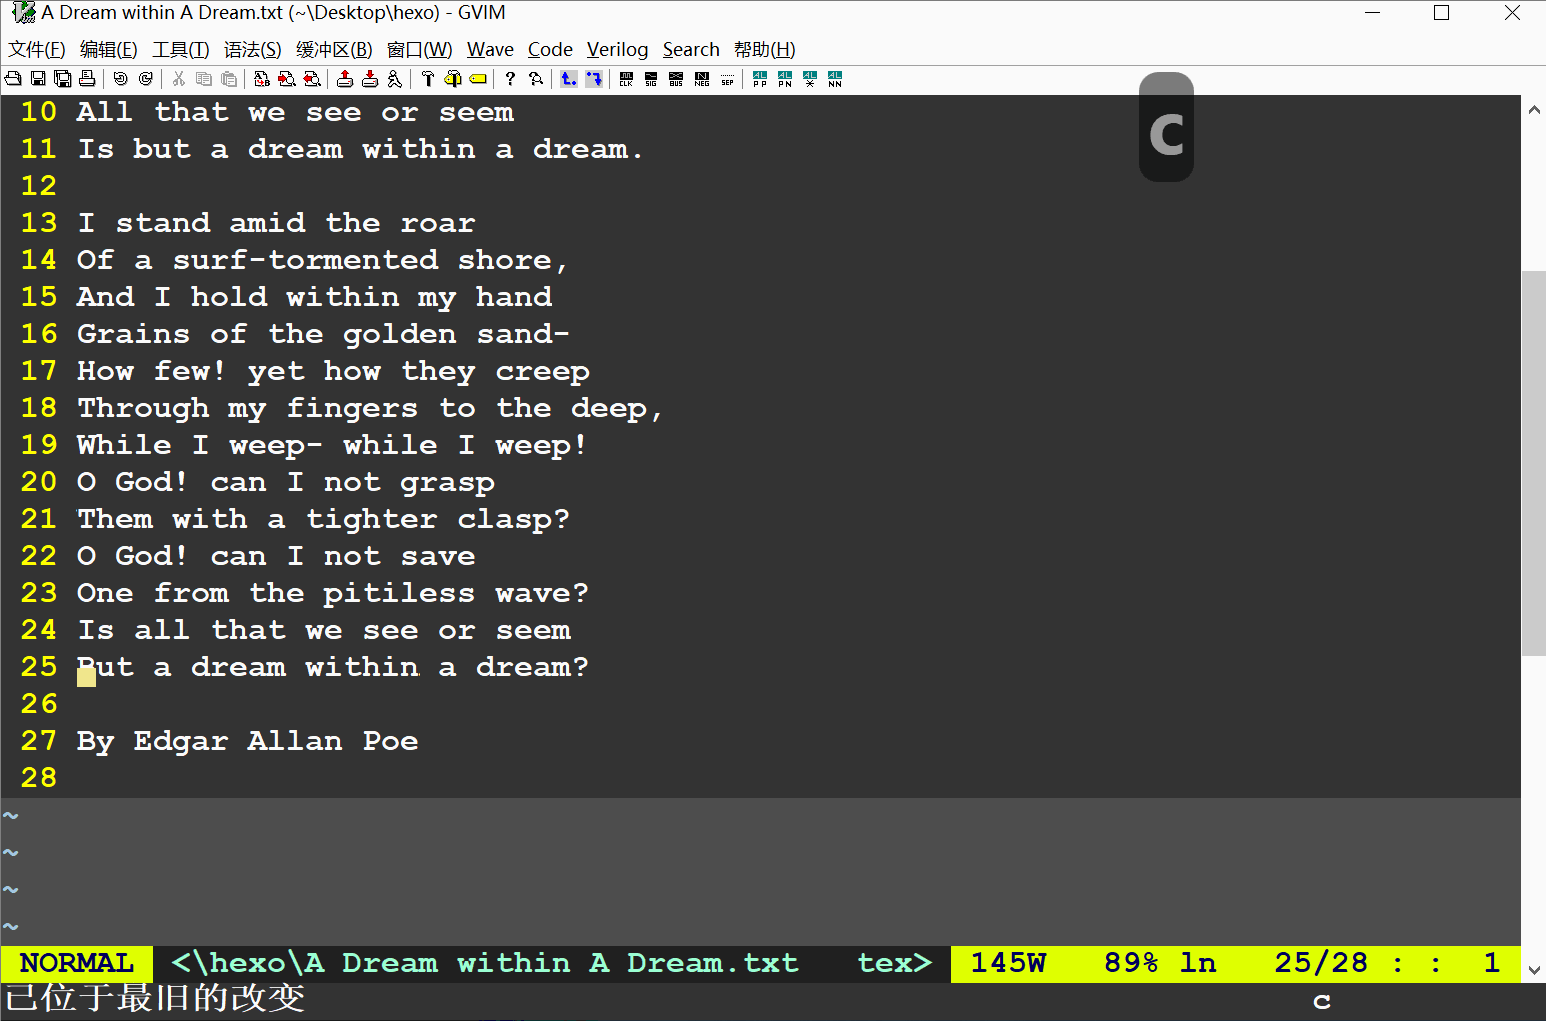 A Dream within A Dream.txt (~\Desktop\hexo) - GVIM
文件(F) 编辑(E) 工具(T) 语法(S) 缓冲区(B) 窗口(W) Wave Code Verilog Search 帮助(H)
CLK SIG BUS NEG SEP
c
10 All that we see or seem
11 Is but a dream within a dream.
12
13 I stand amid the roar
14 Of a surf-tormented shore,
15 And I hold within my hand
16 Grains of the golden sand-
17 How few! yet how they creep
18 Through my fingers to the deep,
19 While I weep- while I weep!
20 O God! can I not grasp
21 Them with a tighter clasp?
22 O God! can I not save
23 One from the pitiless wave?
24 Is all that we see or seem
25 But a dream within a dream?
26
27 By Edgar Allan Poe
28
~
~
~
~
NORMAL <\hexo\A Dream within A Dream.txt tex> 145W 89% ln 25/28 : : 1
已位于最旧的改变 c